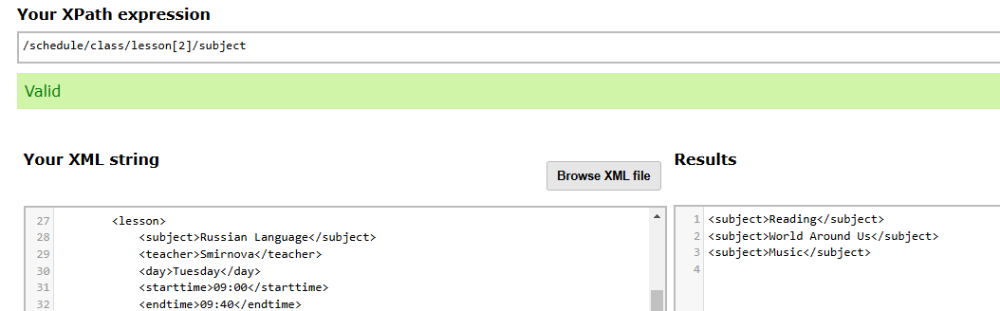 Your XPath expression
/schedule/class/lesson[2]/subject
Valid
Your XML string
Browse XML file
Results
27 <lesson>
28 <subject>Russian Language</subject>
29 <teacher>Smirnova</teacher>
30 <day>Tuesday</day>
31 <starttime>09:00</starttime>
32 <endtime>09:40</endtime>
1 <subject>Reading</subject>
2 <subject>World Around Us</subject>
3 <subject>Music</subject>
4